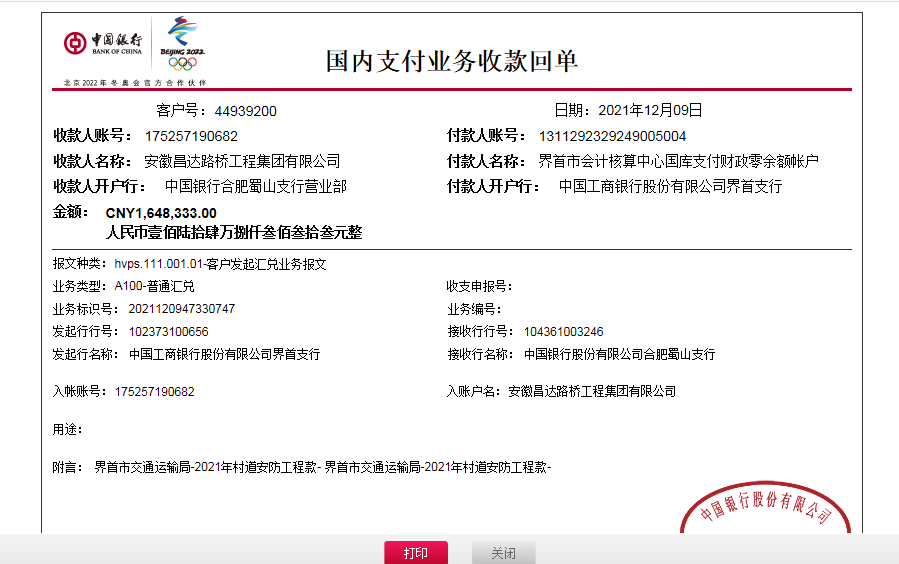 中国银行
BANK OF CHINA
BEIJING 2022
北京2022年冬奥会官方合作伙伴
国内支付业务收款回单
客户号：44939200 日期：2021年12月09日
收款人账号：175257190682 付款人账号：1311292329249005004
收款人名称：安徽昌达路桥工程集团有限公司 付款人名称：界首市会计核算中心国库支付财政零余额帐户
收款人开户行：中国银行合肥蜀山支行营业部 付款人开户行：中国工商银行股份有限公司界首支行
金额：CNY1,648,333.00
人民币壹佰陆拾肆万捌仟叁佰叁拾叁元整
报文种类：hvps.111.001.01-客户发起汇兑业务报文
业务类型：A100-普通汇兑 收支申报号：
业务标识号：2021120947330747 业务编号：
发起行行号：102373100656 接收行行号：104361003246
发起行名称：中国工商银行股份有限公司界首支行 接收行名称：中国银行股份有限公司合肥蜀山支行
入帐账号：175257190682 入账户名：安徽昌达路桥工程集团有限公司
用途：
附言：界首市交通运输局-2021年村道安防工程款- 界首市交通运输局-2021年村道安防工程款-
中国银行股份有限公司
打印 关闭